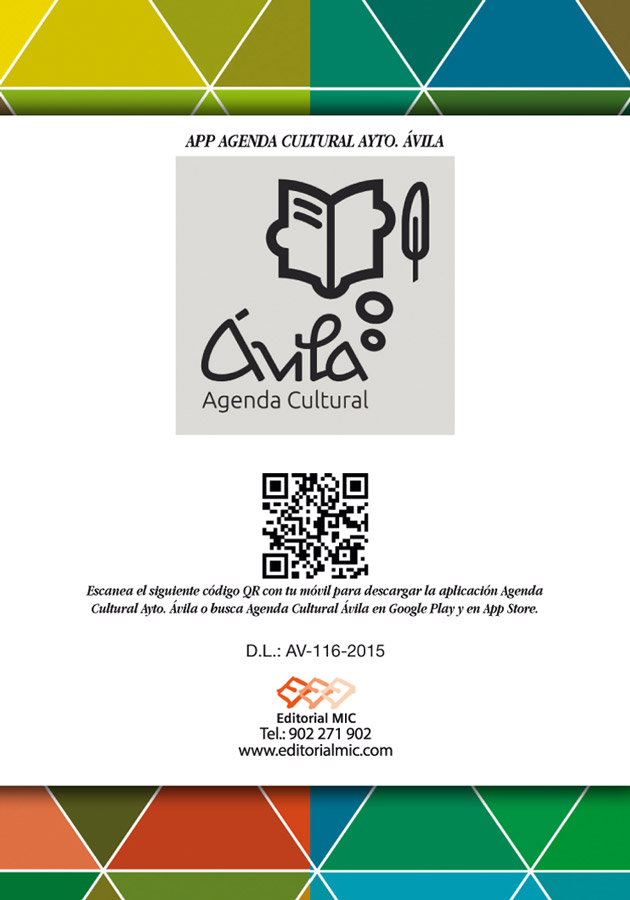 APP AGENDA CULTURAL AYTO. ÁVILA
Ávila
Agenda Cultural
Escanea el siguiente código QR con tu móvil para descargar la aplicación Agenda
Cultural Ayto. Ávila o busca Agenda Cultural Ávila en Google Play y en App Store.
D.L.: AV-116-2015
Editorial MIC
Tel.: 902 271 902
www.editorialmic.com